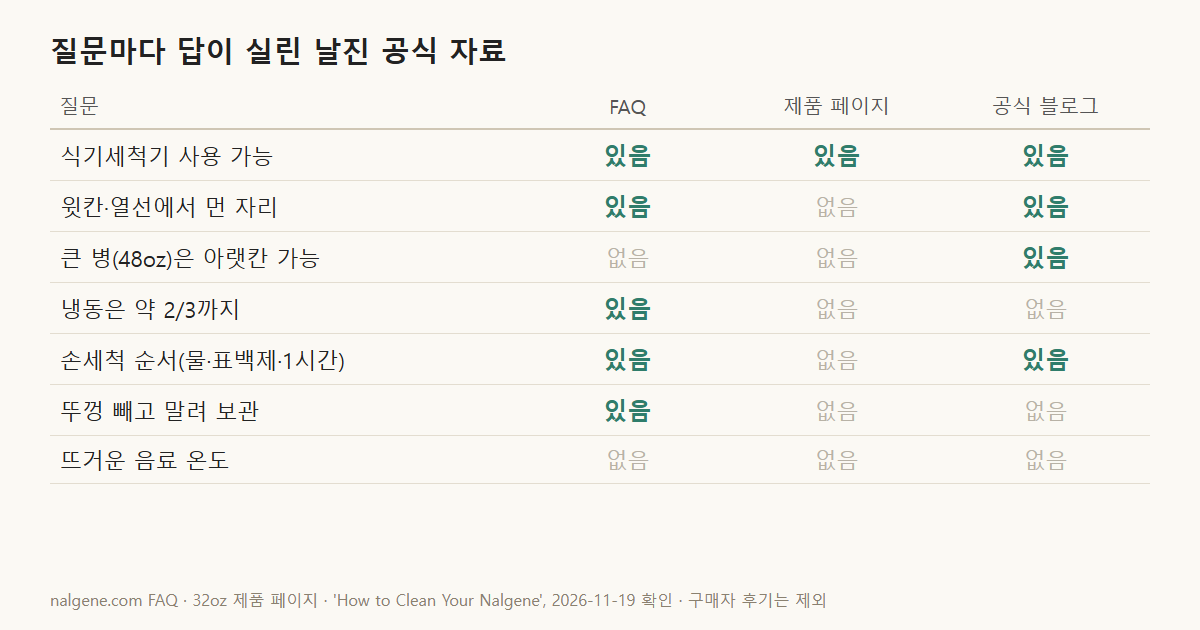 질문마다 답이 실린 날진 공식 자료
질문 FAQ 제품 페이지 공식 블로그
식기세척기 사용 가능 있음 있음 있음
윗칸·열선에서 먼 자리 있음 없음 있음
큰 병(48oz)은 아랫칸 가능 없음 없음 있음
냉동은 약 2/3까지 있음 없음 없음
손세척 순서(물·표백제·1시간) 있음 없음 있음
뚜껑 빼고 말려 보관 있음 없음 없음
뜨거운 음료 온도 없음 없음 없음
nalgene.com FAQ · 32oz 제품 페이지 · 'How to Clean Your Nalgene', 2026-11-19 확인 · 구매자 후기는 제외